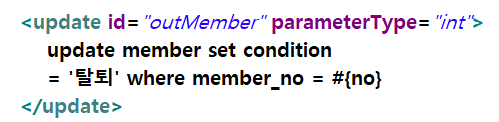 <update id="outMember" parameterType="int">
update member set condition
= '탈퇴' where member_no = #{no}
</update>